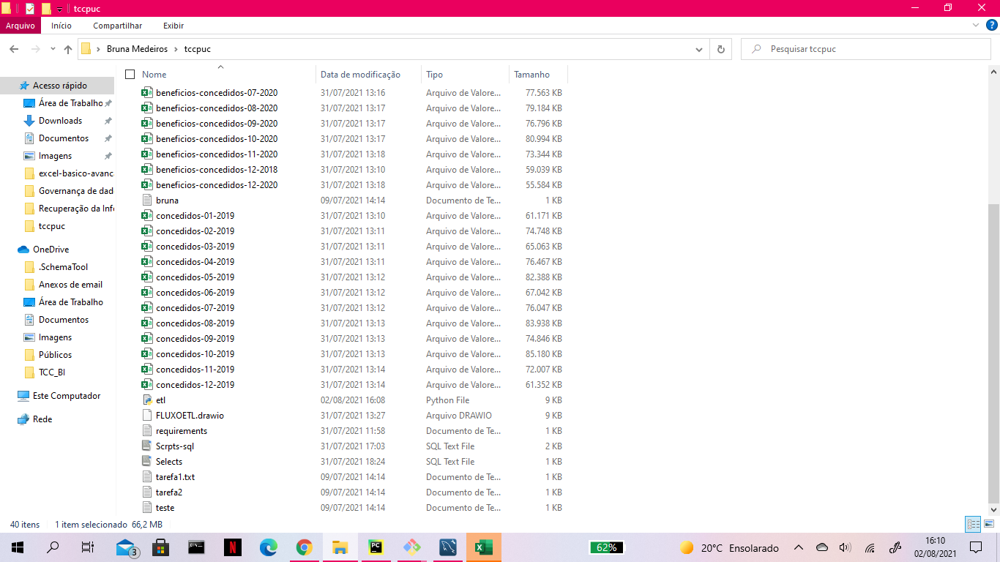 tccpuc
Arquivo Início Compartilhar Exibir
Bruna Medeiros > tccpuc
Pesquisar tccpuc
Acesso rápido
Área de Trabalho
Downloads
Documentos
Imagens
excel-basico-avanc
Governança de dad
Recuperação da Info
tccpuc
OneDrive
.SchemaTool
Anexos de email
Área de Trabalho
Documentos
Imagens
Públicos
TCC_BI
Este Computador
Rede
Nome Data de modificação Tipo Tamanho
beneficios-concedidos-07-2020 31/07/2021 13:16 Arquivo de Valore... 77.563 KB
beneficios-concedidos-08-2020 31/07/2021 13:17 Arquivo de Valore... 79.184 KB
beneficios-concedidos-09-2020 31/07/2021 13:17 Arquivo de Valore... 76.796 KB
beneficios-concedidos-10-2020 31/07/2021 13:17 Arquivo de Valore... 80.994 KB
beneficios-concedidos-11-2020 31/07/2021 13:18 Arquivo de Valore... 73.344 KB
beneficios-concedidos-12-2018 31/07/2021 13:10 Arquivo de Valore... 59.039 KB
beneficios-concedidos-12-2020 31/07/2021 13:18 Arquivo de Valore... 55.584 KB
bruna 09/07/2021 14:14 Documento de Te... 1 KB
concedidos-01-2019 31/07/2021 13:10 Arquivo de Valore... 61.171 KB
concedidos-02-2019 31/07/2021 13:11 Arquivo de Valore... 74.748 KB
concedidos-03-2019 31/07/2021 13:11 Arquivo de Valore... 65.063 KB
concedidos-04-2019 31/07/2021 13:11 Arquivo de Valore... 76.467 KB
concedidos-05-2019 31/07/2021 13:12 Arquivo de Valore... 82.388 KB
concedidos-06-2019 31/07/2021 13:12 Arquivo de Valore... 67.042 KB
concedidos-07-2019 31/07/2021 13:12 Arquivo de Valore... 76.047 KB
concedidos-08-2019 31/07/2021 13:13 Arquivo de Valore... 83.938 KB
concedidos-09-2019 31/07/2021 13:13 Arquivo de Valore... 74.846 KB
concedidos-10-2019 31/07/2021 13:13 Arquivo de Valore... 85.180 KB
concedidos-11-2019 31/07/2021 13:14 Arquivo de Valore... 72.007 KB
concedidos-12-2019 31/07/2021 13:14 Arquivo de Valore... 61.352 KB
etl 02/08/2021 16:08 Python File 9 KB
FLUXOETL.drawio 31/07/2021 13:27 Arquivo DRAWIO 9 KB
requirements 31/07/2021 11:58 Documento de Te... 1 KB
Scrpts-sql 31/07/2021 17:03 SQL Text File 2 KB
Selects 31/07/2021 18:24 SQL Text File 1 KB
tarefa1.txt 09/07/2021 14:14 Documento de Te... 1 KB
tarefa2 09/07/2021 14:14 Documento de Te... 1 KB
teste 09/07/2021 14:14 Documento de Te... 1 KB
40 itens 1 item selecionado 66,2 MB
3
62%
20°C Ensolarado
16:10
02/08/2021